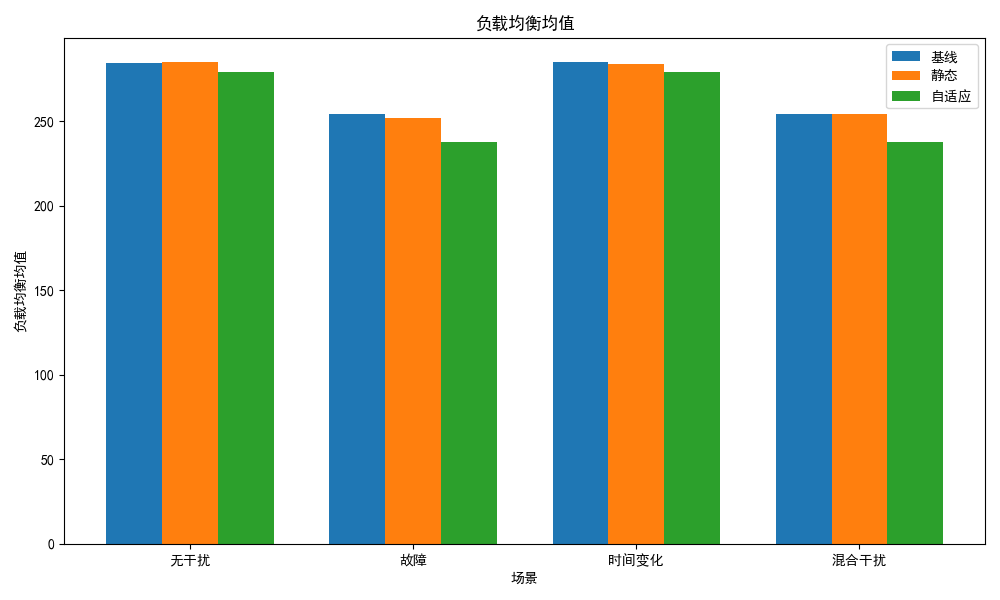 负载均衡均值
基线
静态
自适应
负载均衡均值
250
200
150
100
50
0
无干扰
故障
时间变化
混合干扰
场景